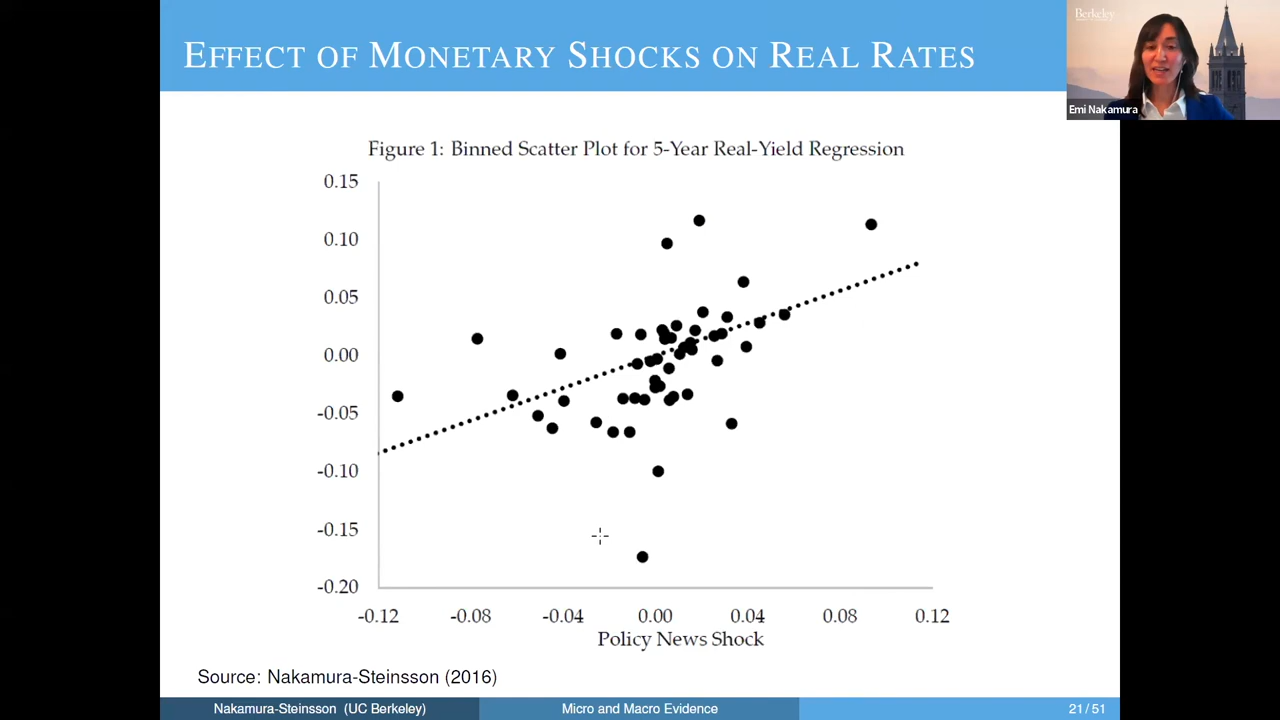 EFFECT OF MONETARY SHOCKS ON REAL RATES
Berkeley
Emi Nakamura
Figure 1: Binned Scatter Plot for 5-Year Real-Yield Regression
0.15
0.10
0.05
0.00
-0.05
-0.10
-0.15
-0.20
-0.12 -0.08 -0.04 0.00 0.04 0.08 0.12
Policy News Shock
Source: Nakamura-Steinsson (2016)
Nakamura-Steinsson (UC Berkeley) Micro and Macro Evidence 21 / 51